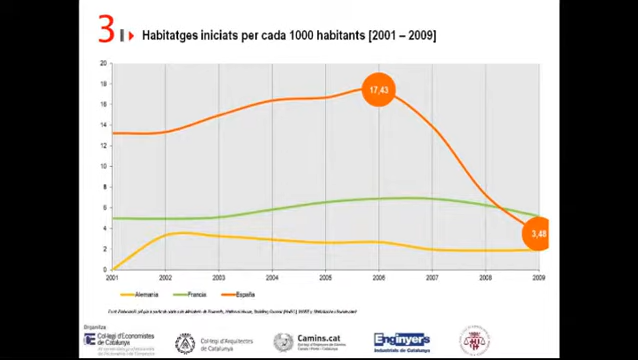 3
Habitatges iniciats per cada 1000 habitants [2001 – 2009]
20
18
16
14
12
10
8
6
4
2
0
17,43
3,48
2001 2002 2003 2004 2005 2006 2007 2008 2009
Alemania França España
Organitza:
Col·legi d'Economistes
de Catalunya
Col·legi d'Arquitectes
de Catalunya
Camins.cat
Enginyers
Industrials de Catalunya